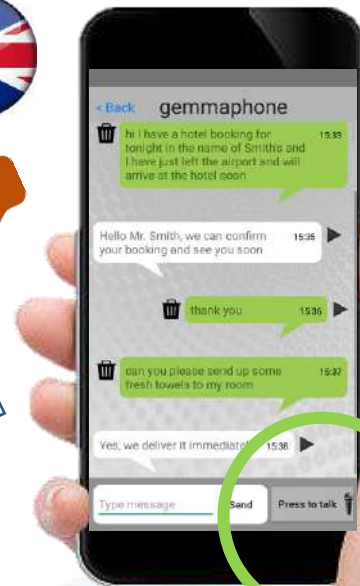 < Back gemmaphone
hi I have a hotel booking for 15:35
tonight in the name of Smith's and
I have just left the airport and will
arrive at the hotel soon
Hello Mr. Smith, we can confirm 15:35
your booking and see you soon
thank you 15:36
can you please send up some 15:37
fresh towels to my room
Yes, we deliver it immediatel 15:38
Type message Send Press to talk